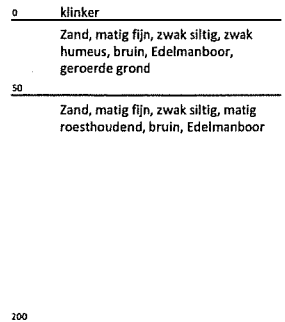 0 klinker
Zand, matig fijn, zwak siltig, zwak
humeus, bruin, Edelmanboor,
geroerde grond
50
Zand, matig fijn, zwak siltig, matig
roesthoudend, bruin, Edelmanboor
200